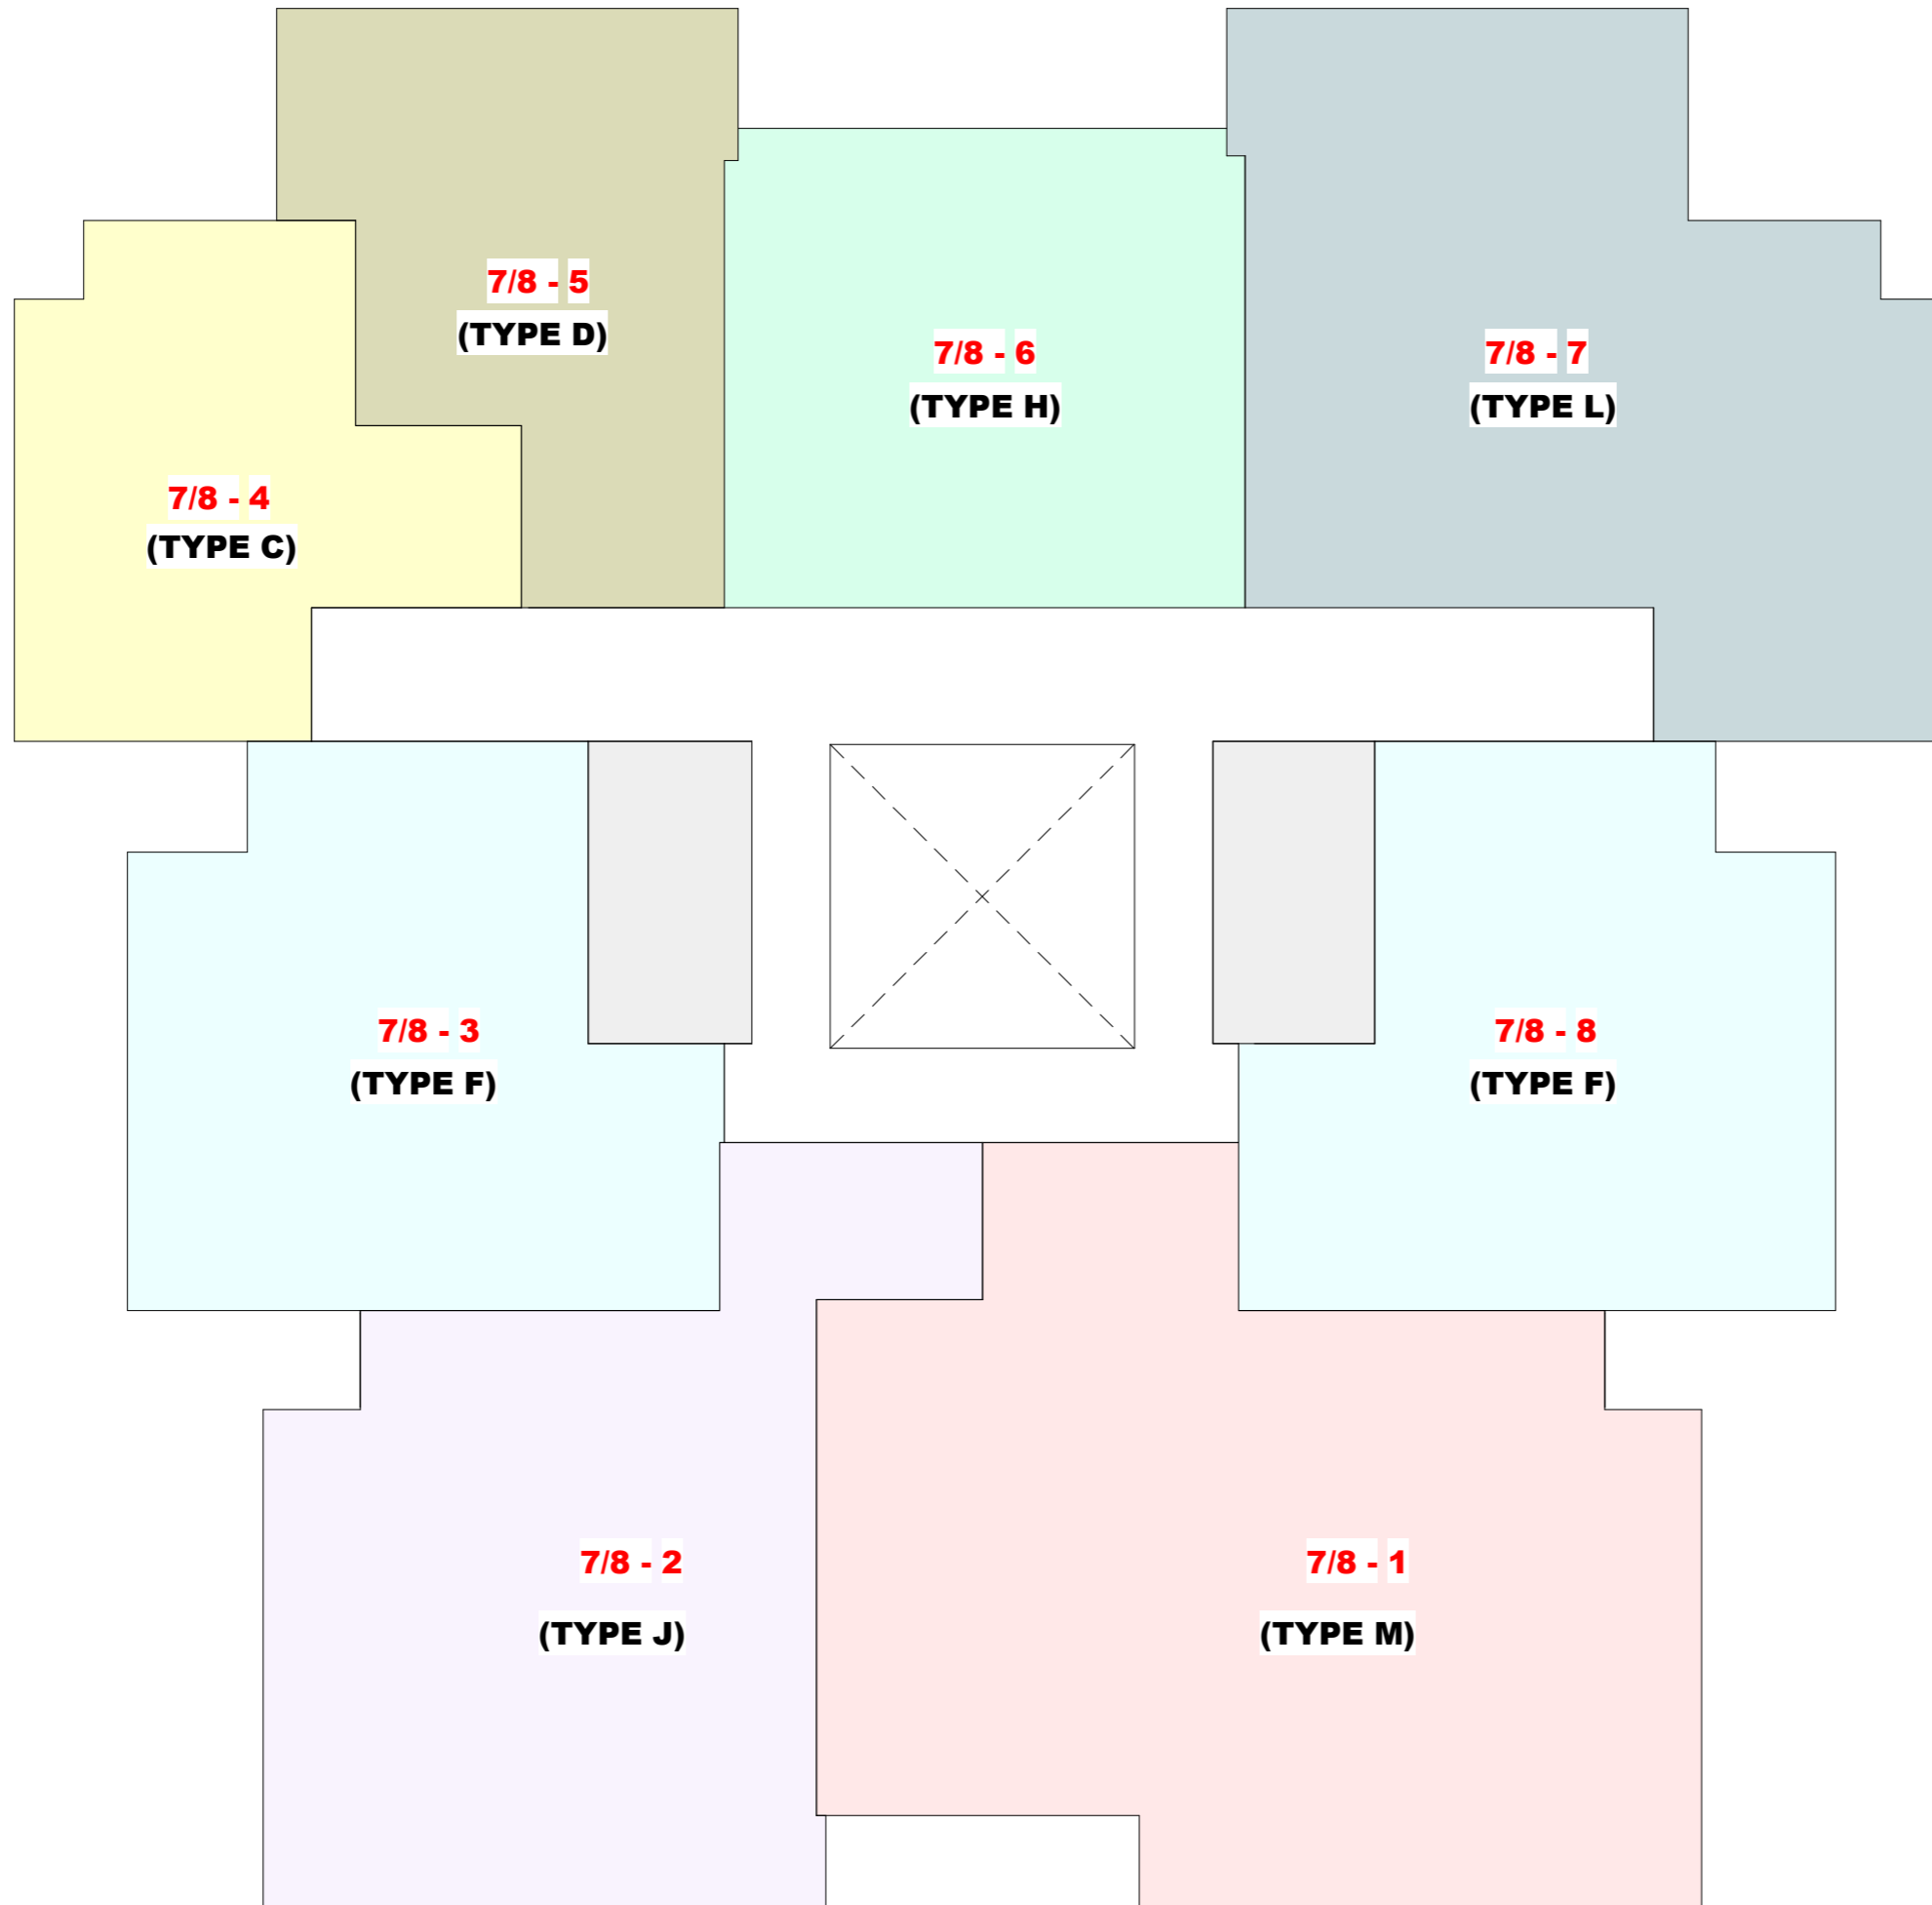 7/8 - 5
(TYPE D)
7/8 - 6
(TYPE H)
7/8 - 7
(TYPE L)
7/8 - 4
(TYPE C)
7/8 - 3
(TYPE F)
7/8 - 8
(TYPE F)
7/8 - 2
(TYPE J)
7/8 - 1
(TYPE M)